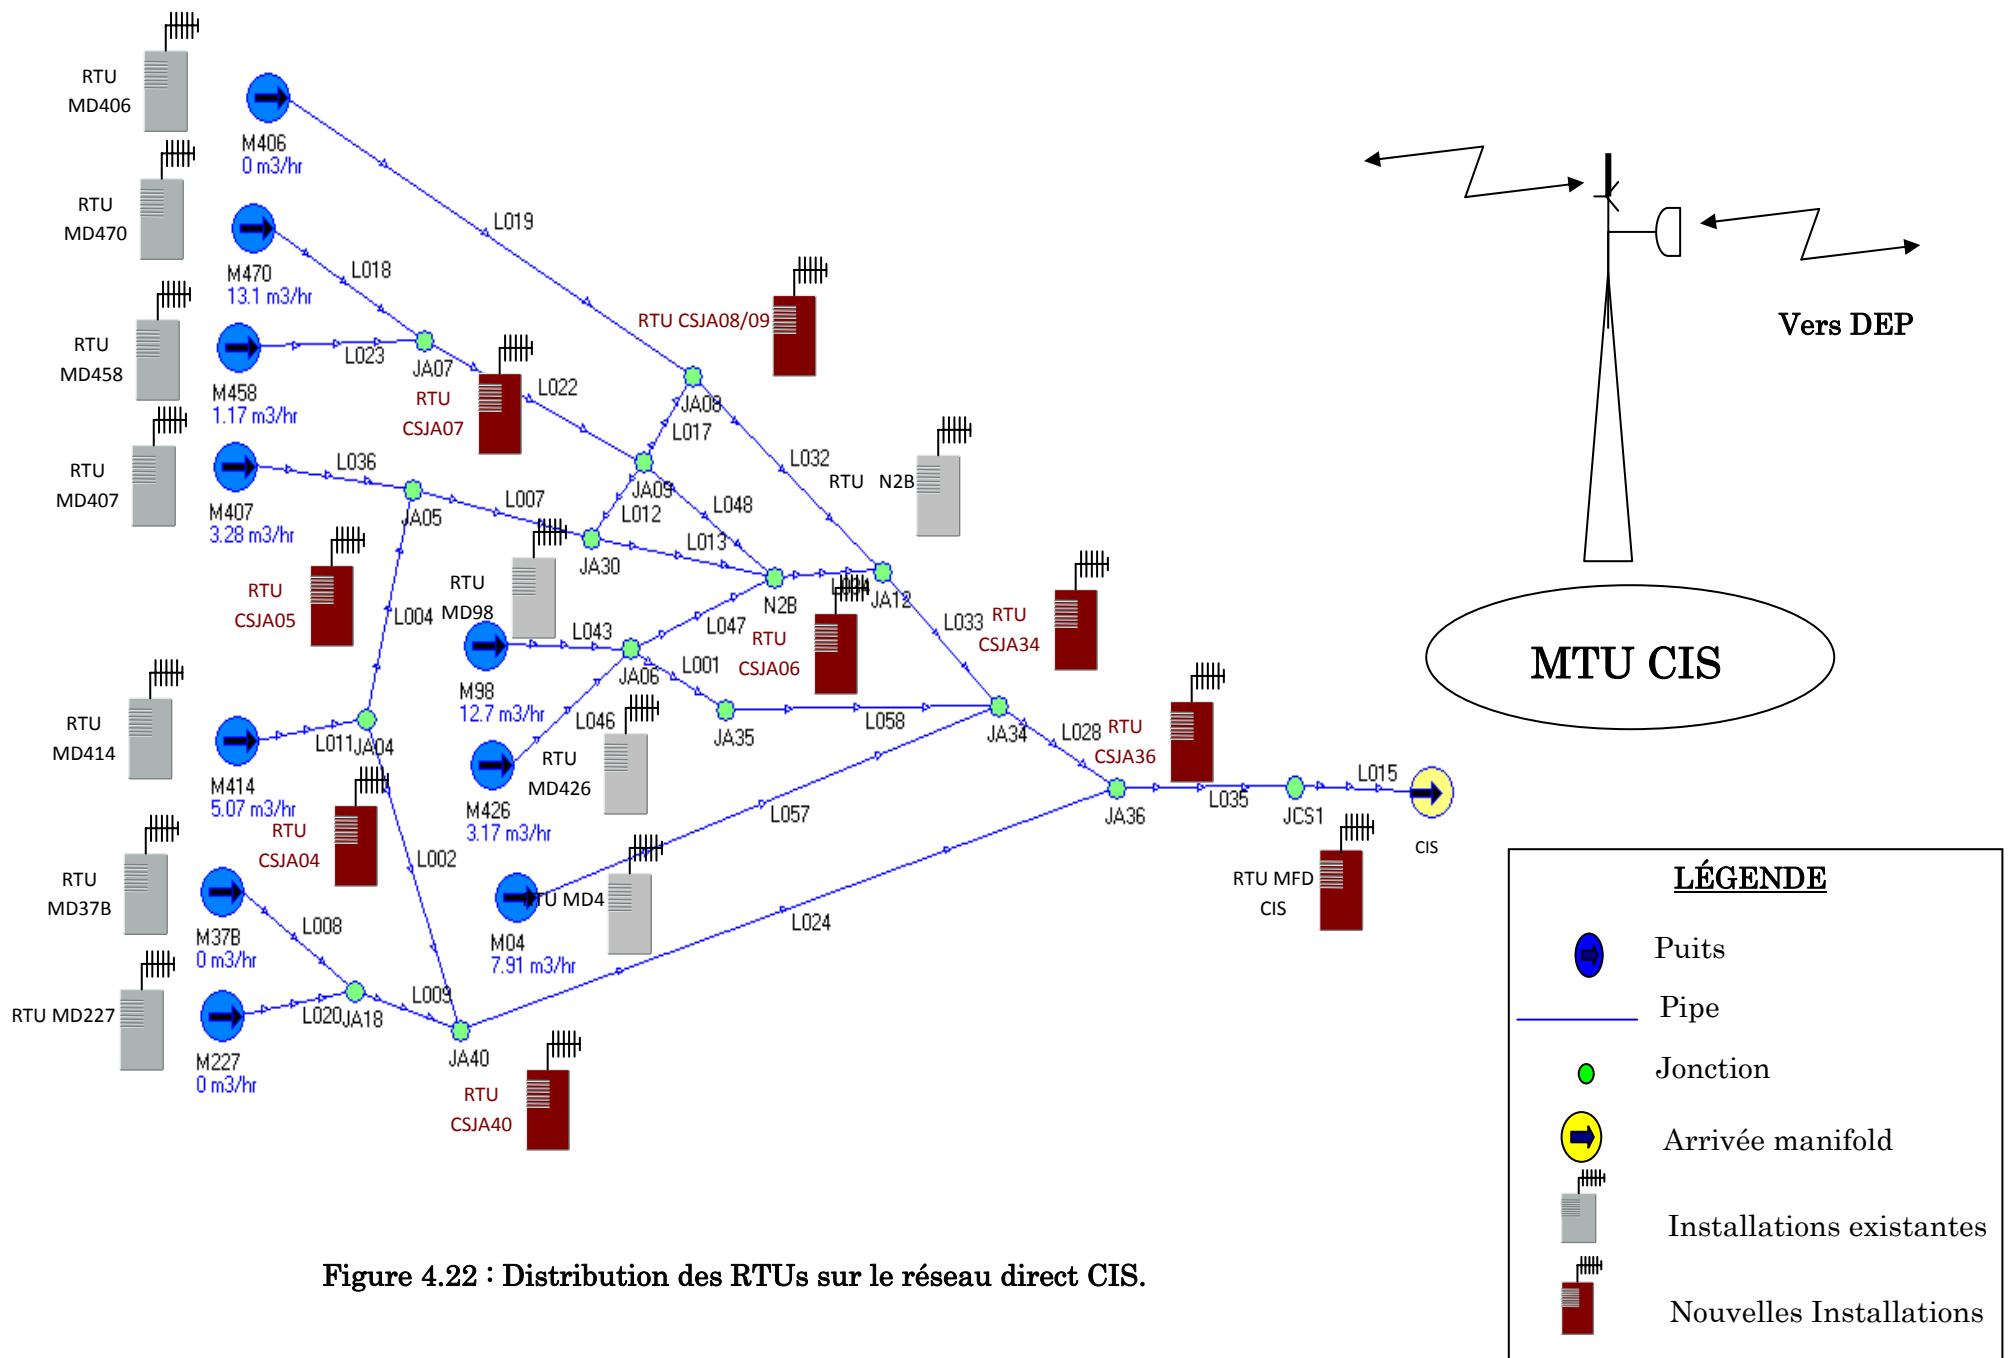 RTU
MD406
M406
0 m3/hr
RTU
MD470
M470
13.1 m3/hr
RTU
MD458
M458
1.17 m3/hr
RTU
MD407
M407
3.28 m3/hr
L019
L018
L023
JA07
RTU
CSJA07
L022
RTU CSJA08/09
JA08
L017
L032
JA09
L012
L048
L036
JA05
L007
L013
JA30
RTU N2B
N2B
JA12
L033
RTU
CSJA05
L004
RTU
MD98
L043
L047
RTU
CSJA06
RTU
CSJA34
M98
12.7 m3/hr
JA06
L001
JA35
L058
JA34
L028
RTU
MD414
M414
5.07 m3/hr
L011
JA04
L046
M426
3.17 m3/hr
RTU
MD426
RTU
CSJA36
JA36
L035
JCS1
L015
CIS
RTU
CSJA04
L002
L057
RTU
MD37B
M37B
0 m3/hr
L008
RTU MD4
M04
7.91 m3/hr
L024
RTU MFD
CIS
RTU MD227
M227
0 m3/hr
L020
JA18
L009
JA40
RTU
CSJA40
Vers DEP
MTU CIS
LÉGENDE
Puits
Pipe
Jonction
Arrivée manifold
Installations existantes
Nouvelles Installations
Figure 4.22 : Distribution des RTUs sur le réseau direct CIS.